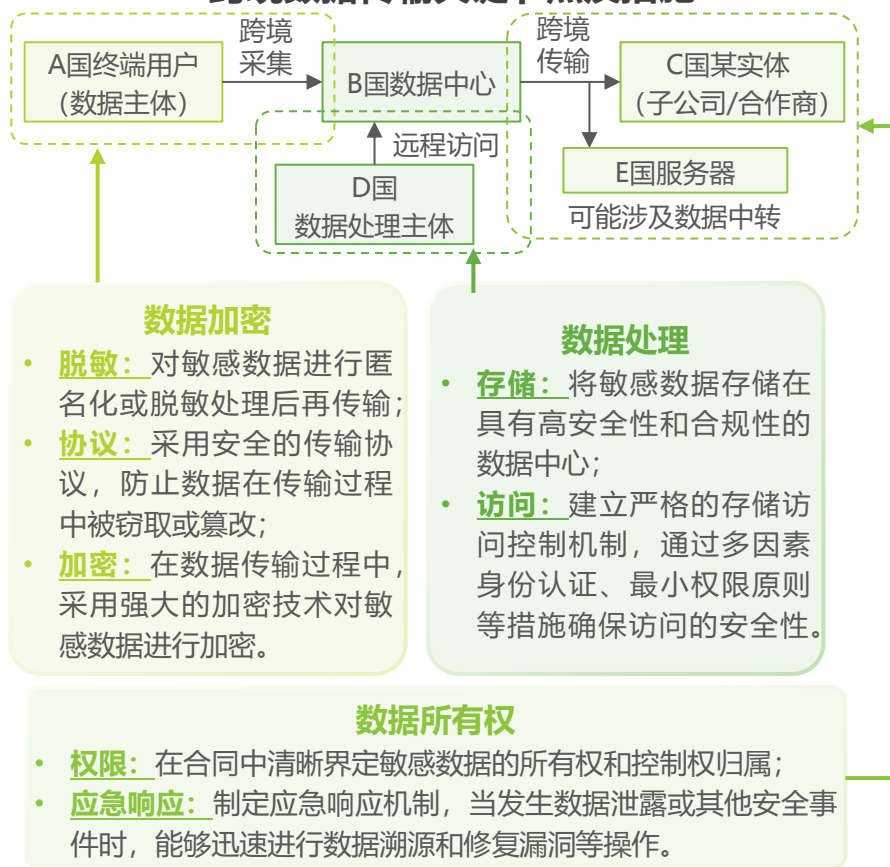 跨境
采集
跨境
传输
A国终端用户
（数据主体）
B国数据中心
C国某实体
（子公司/合作商）
远程访问
D国
数据处理主体
E国服务器
可能涉及数据中转
数据加密
• 脱敏：对敏感数据进行匿
名化或脱敏处理后再传输；
• 协议：采用安全的传输协
议，防止数据在传输过程
中被窃取或篡改；
• 加密：在数据传输过程中，
采用强大的加密技术对敏
感数据进行加密。
数据处理
• 存储：将敏感数据存储在
具有高安全性和合规性的
数据中心；
• 访问：建立严格的存储访
问控制机制，通过多因素
身份认证、最小权限原则
等措施确保访问的安全性。
数据所有权
• 权限：在合同中清晰界定敏感数据的所有权和控制权归属；
• 应急响应：制定应急响应机制，当发生数据泄露或其他安全事
件时，能够迅速进行数据溯源和修复漏洞等操作。